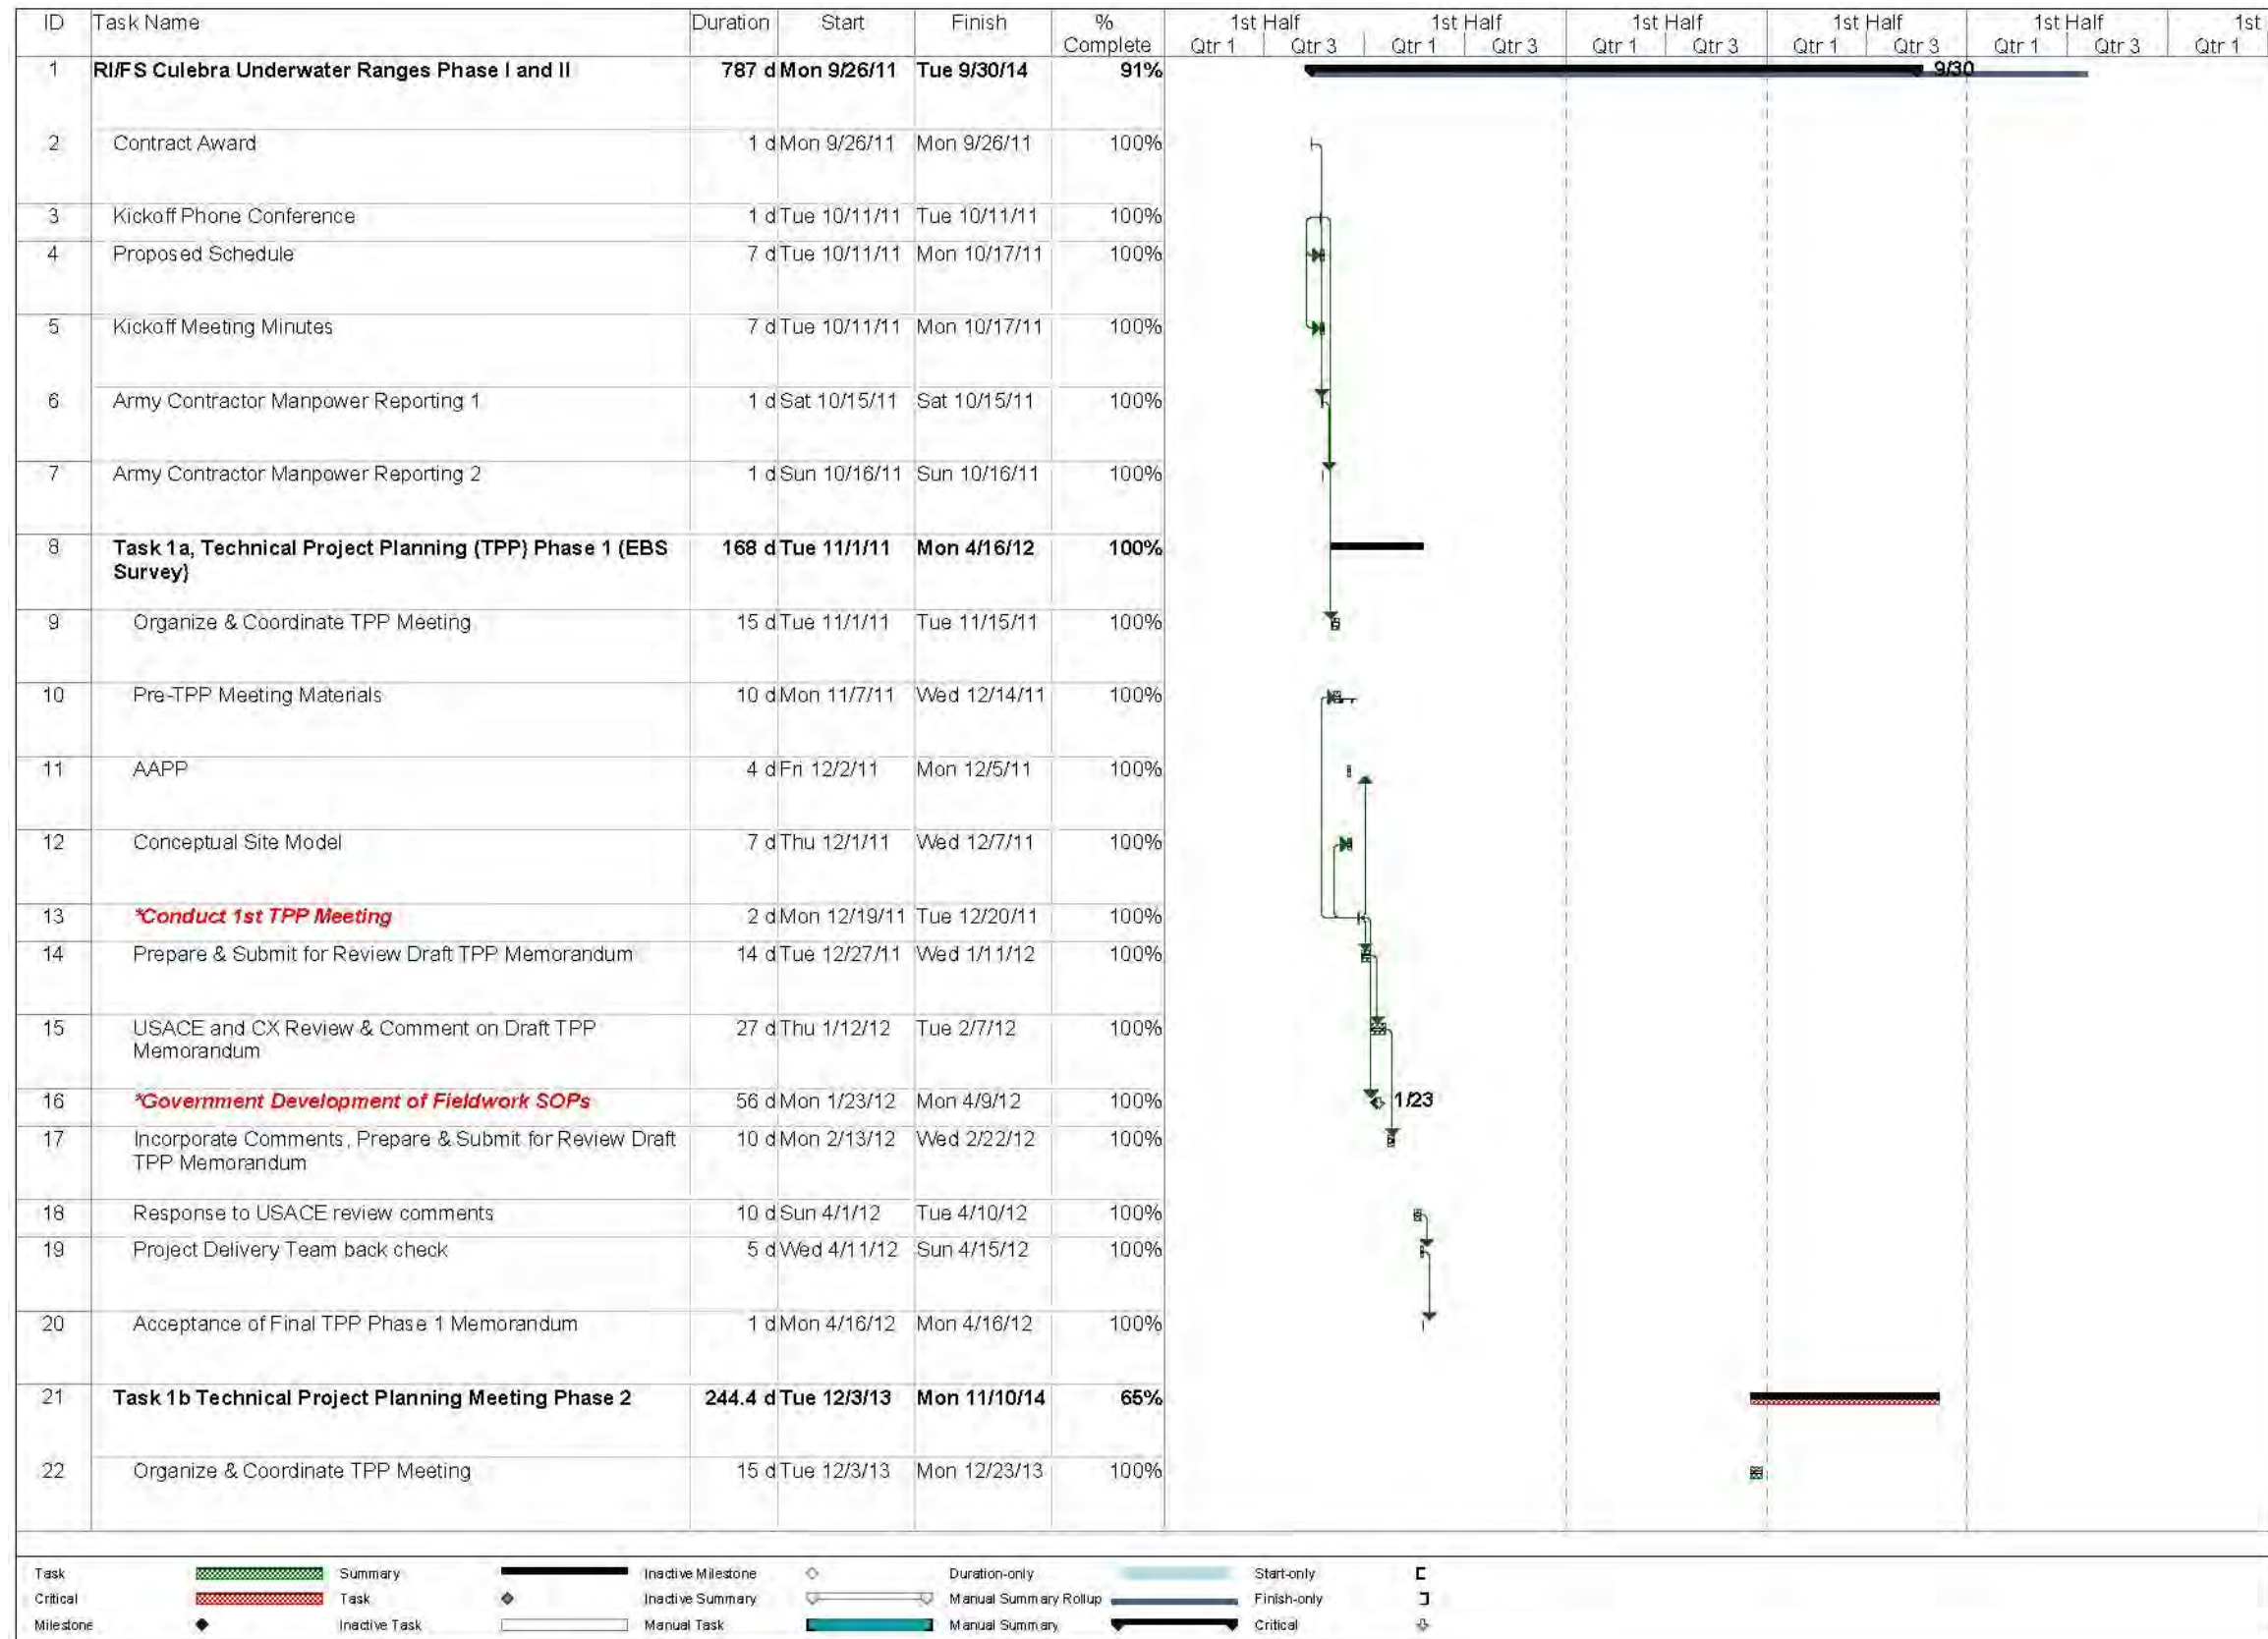 ID Task Name Duration Start Finish % Complete 1st Half 1st Half 1st Half 1st Half 1st Half 1st
Qtr 1 Qtr 3 Qtr 1 Qtr 3 Qtr 1 Qtr 3 Qtr 1 Qtr 3 Qtr 1 Qtr 3 Qtr 1
1 RI/FS Culebra Underwater Ranges Phase I and II 787 d Mon 9/26/11 Tue 9/30/14 91% 9/30
2 Contract Award 1 d Mon 9/26/11 Mon 9/26/11 100%
3 Kickoff Phone Conference 1 d Tue 10/11/11 Tue 10/11/11 100%
4 Proposed Schedule 7 d Tue 10/11/11 Mon 10/17/11 100%
5 Kickoff Meeting Minutes 7 d Tue 10/11/11 Mon 10/17/11 100%
6 Army Contractor Manpower Reporting 1 1 d Sat 10/15/11 Sat 10/15/11 100%
7 Army Contractor Manpower Reporting 2 1 d Sun 10/16/11 Sun 10/16/11 100%
8 Task 1a, Technical Project Planning (TPP) Phase 1 (EBS 168 d Tue 11/1/11 Mon 4/16/12 100%
Survey)
9 Organize & Coordinate TPP Meeting 15 d Tue 11/1/11 Tue 11/15/11 100%
10 Pre-TPP Meeting Materials 10 d Mon 11/7/11 Wed 12/14/11 100%
11 AAPP 4 d Fri 12/2/11 Mon 12/5/11 100%
12 Conceptual Site Model 7 d Thu 12/1/11 Wed 12/7/11 100%
13 *Conduct 1st TPP Meeting 2 d Mon 12/19/11 Tue 12/20/11 100%
14 Prepare & Submit for Review Draft TPP Memorandum 14 d Tue 12/27/11 Wed 1/11/12 100%
15 USACE and CX Review & Comment on Draft TPP 27 d Thu 1/12/12 Tue 2/7/12 100%
Memorandum
16 *Government Development of Fieldwork SOPs 56 d Mon 1/23/12 Mon 4/9/12 100% 1/23
17 Incorporate Comments, Prepare & Submit for Review Draft 10 d Mon 2/13/12 Wed 2/22/12 100%
TPP Memorandum
18 Response to USACE review comments 10 d Sun 4/1/12 Tue 4/10/12 100%
19 Project Delivery Team back check 5 d Wed 4/11/12 Sun 4/15/12 100%
20 Acceptance of Final TPP Phase 1 Memorandum 1 d Mon 4/16/12 Mon 4/16/12 100%
21 Task 1b Technical Project Planning Meeting Phase 2 244.4 d Tue 12/3/13 Mon 11/10/14 65%
22 Organize & Coordinate TPP Meeting 15 d Tue 12/3/13 Mon 12/23/13 100%
Task Summary Inactive Milestone Duration-only Start-only
Critical Task Inactive Summary Manual Summary Rollup Finish-only
Milestone Inactive Task Manual Task Manual Summary Critical